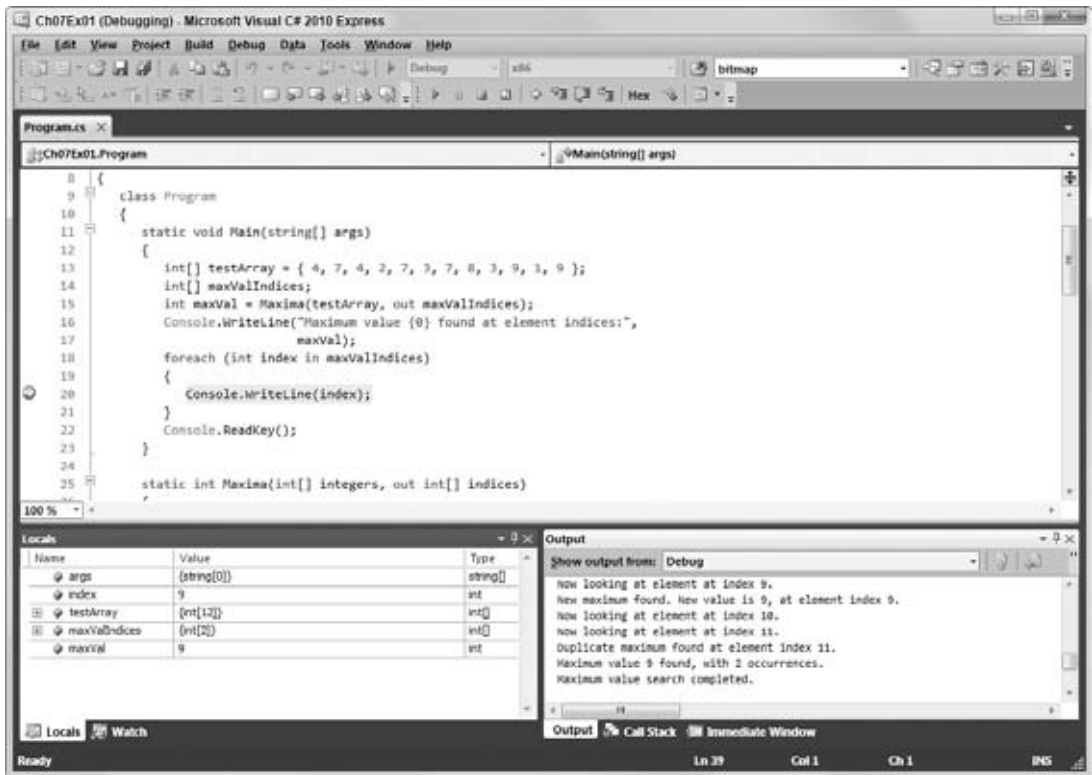 Ch07Ex01 (Debugging) - Microsoft Visual C# 2010 Express
File Edit View Project Build Debug Data Tools Window Help
Debug x86 bitmap
Hex
Program.cs
Ch07Ex01.Program Main(string[] args)
8 {
9 class Program
10 {
11 static void Main(string[] args)
12 {
13 int[] testArray = { 4, 7, 4, 2, 7, 3, 7, 8, 3, 9, 1, 9 };
14 int[] maxValIndices;
15 int maxVal = Maxima(testArray, out maxValIndices);
16 Console.WriteLine("Maximum value {0} found at element indices:",
17 maxVal);
18 foreach (int index in maxValIndices)
19 {
20 Console.WriteLine(index);
21 }
22 Console.ReadKey();
23 }
24
25 static int Maxima(int[] integers, out int[] indices)
100 %
Locals
Name Value Type
args {string[0]} string[]
index 9 int
testArray {int[12]} int[]
maxValIndices {int[2]} int[]
maxVal 9 int
Locals Watch
Output
Show output from: Debug
Now looking at element at index 9.
New maximum found. New value is 9, at element index 9.
Now looking at element at index 10.
Now looking at element at index 11.
Duplicate maximum found at element index 11.
Maximum value 9 found, with 2 occurrences.
Maximum value search completed.
Output Call Stack Immediate Window
Ready Ln 39 Col 1 Ch 1 INS